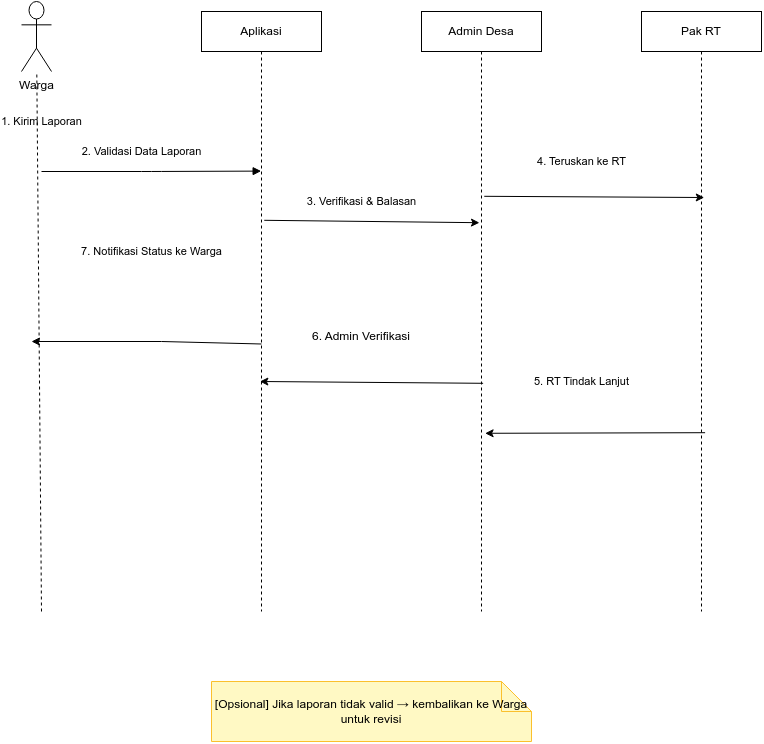 Aplikasi
Admin Desa
Pak RT
Warga
1. Kirim Laporan
2. Validasi Data Laporan
4. Teruskan ke RT
3. Verifikasi & Balasan
7. Notifikasi Status ke Warga
6. Admin Verifikasi
5. RT Tindak Lanjut
[Opsional] Jika laporan tidak valid → kembalikan ke Warga
untuk revisi